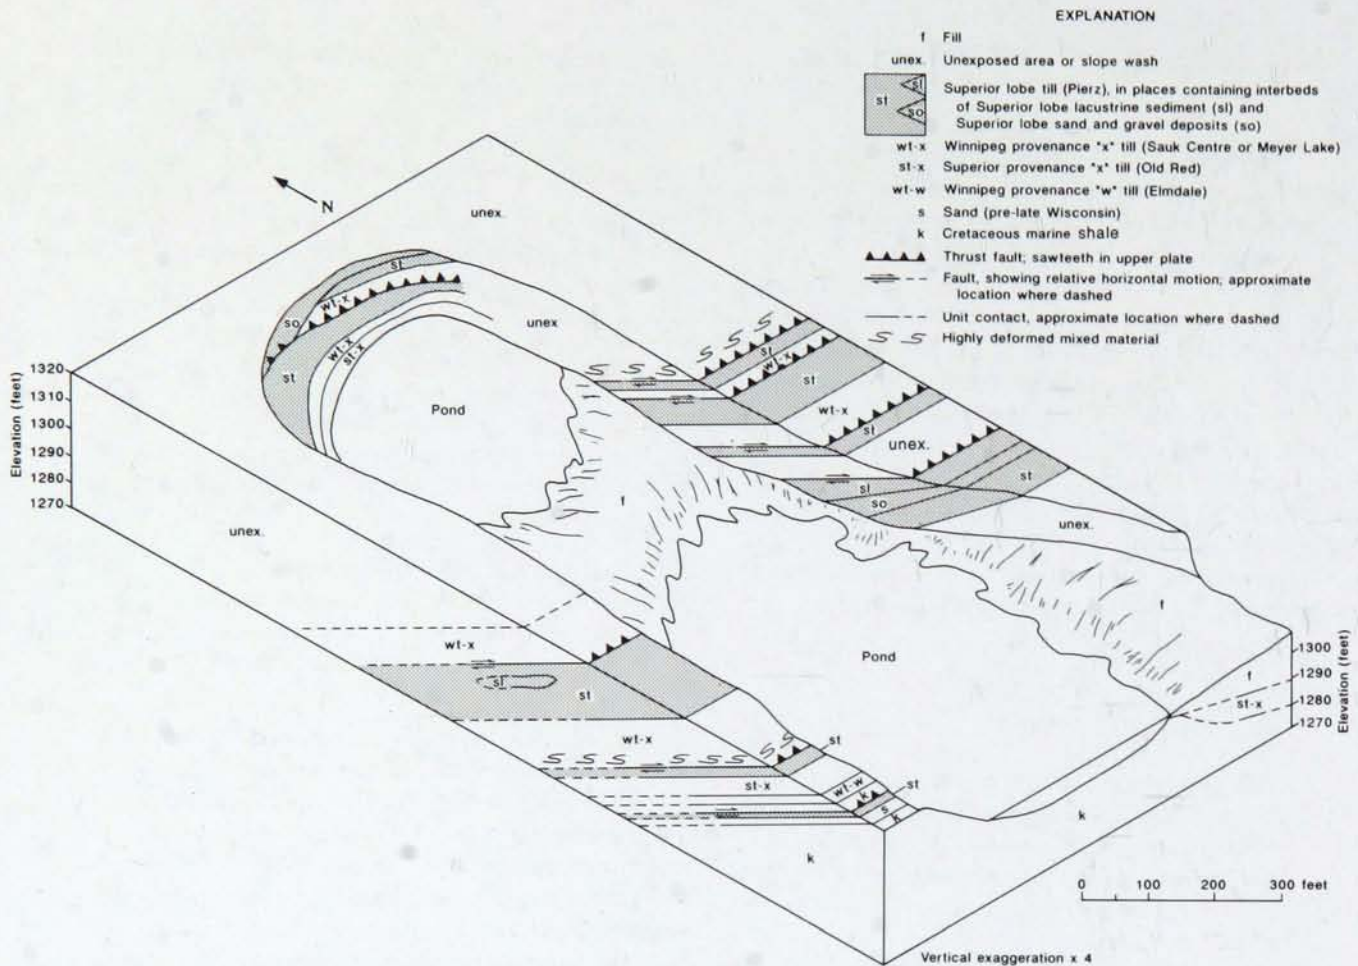 EXPLANATION
f Fill
unex. Unexposed area or slope wash
st sl so Superior lobe till (Pierz), in places containing interbeds
of Superior lobe lacustrine sediment (sl) and
Superior lobe sand and gravel deposits (so)
wt-x Winnipeg provenance "x" till (Sauk Centre or Meyer Lake)
st-x Superior provenance "x" till (Old Red)
wt-w Winnipeg provenance "w" till (Elmdale)
s Sand (pre-late Wisconsin)
k Cretaceous marine shale
Thrust fault; sawteeth in upper plate
Fault, showing relative horizontal motion; approximate
location where dashed
Unit contact, approximate location where dashed
Highly deformed mixed material
N
unex.
st
wt-x
so
wt-x
st-x
st
unex
Pond
1320
1310
1300
1290
1280
1270
Elevation (feet)
st
wt-x
st
wt-x
st
unex.
st
sl
so
unex.
f
f
unex.
wt-x
sl
st
wt-x
st
st-x
wt-w
k
st
s
k
k
Pond
f
st-x
k
1300
1290
1280
1270
Elevation (feet)
0 100 200 300 feet
Vertical exaggeration x 4